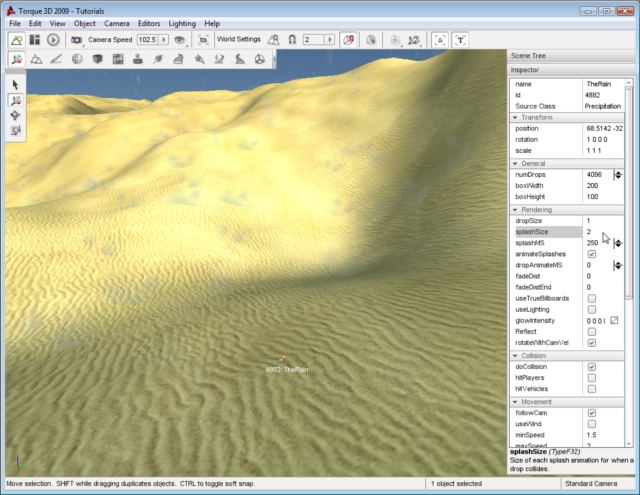 Torque 3D 2009 - Tutorials
File Edit View Object Camera Editors Lighting Help
Camera Speed 102.5 World Settings 2
Scene Tree
Inspector
name TheRain
Id 4882
Source Class Precipitation
Transform
position 68.5142 -32
rotation 1 0 0 0
scale 1 1 1
General
numDrops 4096
boxWidth 200
boxHeight 100
Rendering
dropSize 1
splashSize 2
splashMS 250
animateSplashes
dropAnimateMS 0
fadeDist 0
fadeDistEnd 0
useTrueBillboards
useLighting
glowIntensity 0 0 0 (
Reflect
rotateWithCamVel
Collision
doCollision
hitPlayers
hitVehicles
Movement
followCam
useWind
minSpeed 1.5
maxSpeed 2
4882: TheRain
splashSize (TypeF32)
Size of each splash animation for when a
drop collides.
Move selection. SHIFT while dragging duplicates objects. CTRL to toggle soft snap. 1 object selected Standard Camera